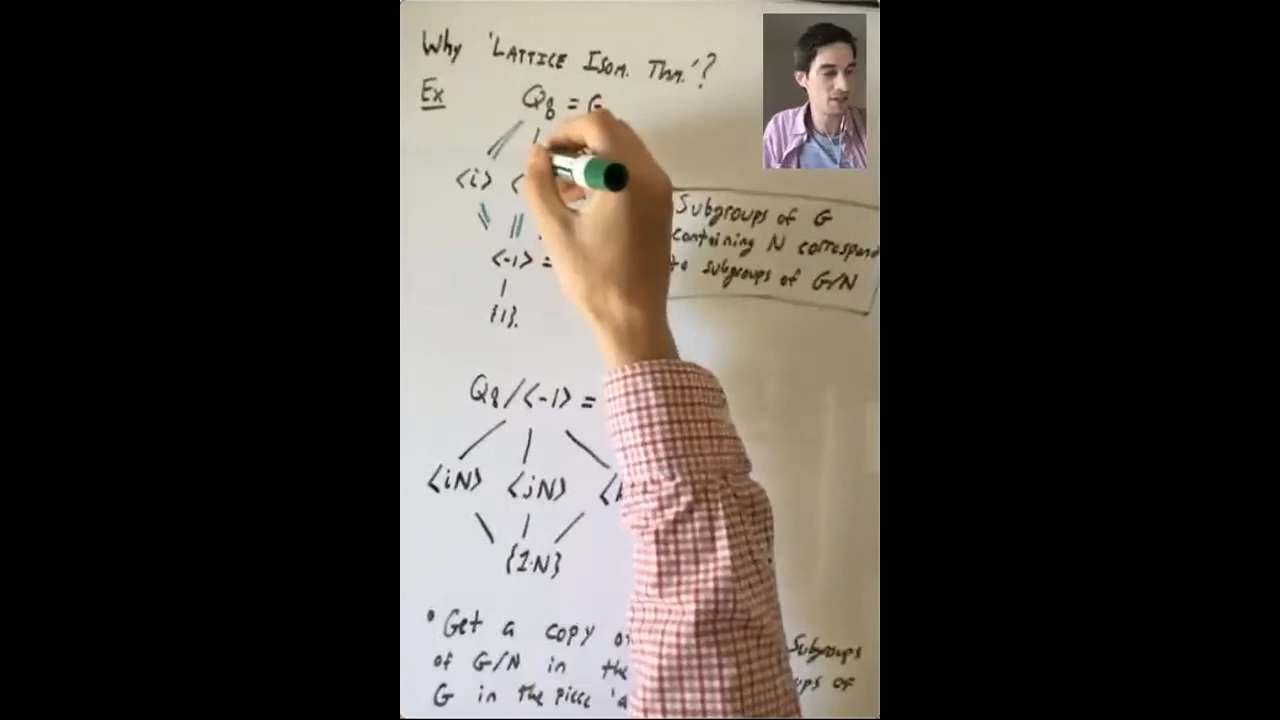 Why 'LATTICE ISOM. THM.'?
Ex
Q8 = G
<i> <
<-1> =
{1}.
Subgroups of G
containing N correspond
to subgroups of G/N
Q8/<-1> =
<iN> <jN> <
{1·N}
• Get a copy
of G/N in the
Subgroups
G in the piece
of